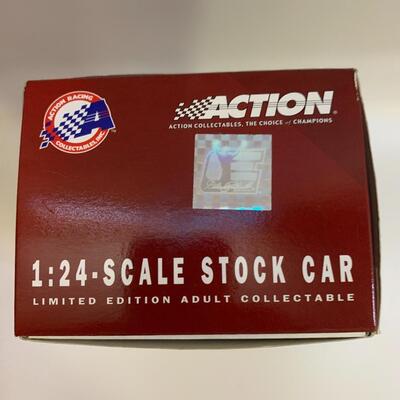 ACTION RACING
COLLECTABLES, INC.
ACTION®
ACTION COLLECTABLES, THE CHOICE of CHAMPIONS
E
1:24-SCALE STOCK CAR
LIMITED EDITION ADULT COLLECTABLE